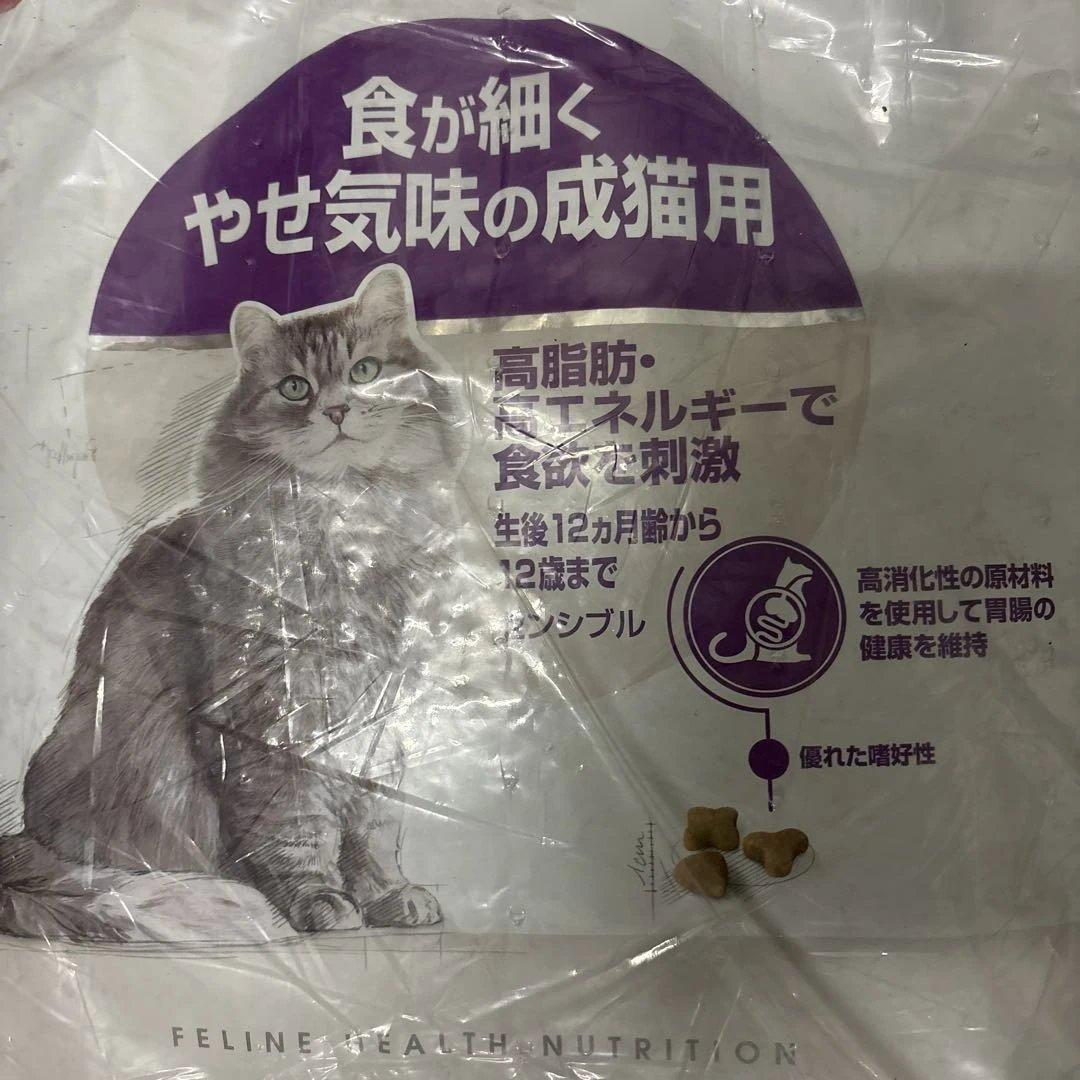 食が細く
やせ気味の成猫用
高脂肪・
高エネルギーで
食欲を刺激
生後12ヵ月齢から
12歳まで
センシブル
高消化性の原材料
を使用して胃腸の
健康を維持
優れた嗜好性
1cm
FELINE HEALTH NUTRITION